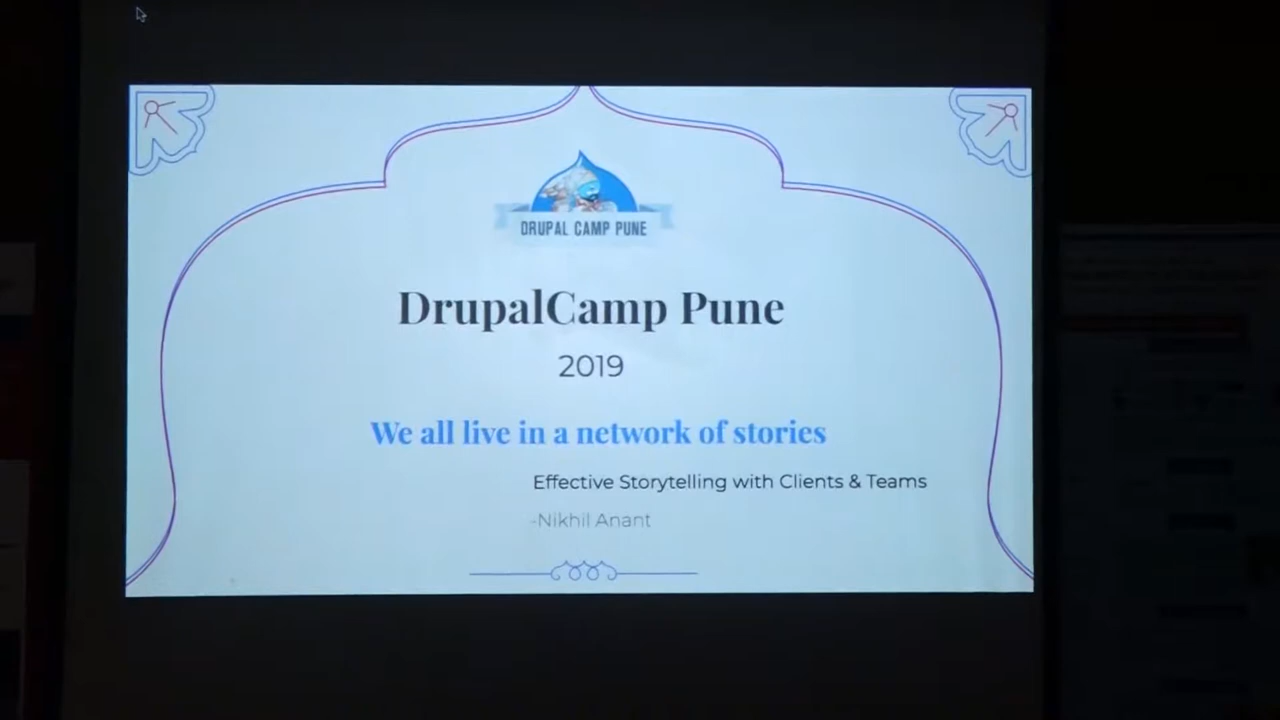 DRUPAL CAMP PUNE
DrupalCamp Pune
2019
We all live in a network of stories
Effective Storytelling with Clients & Teams
-Nikhil Anant